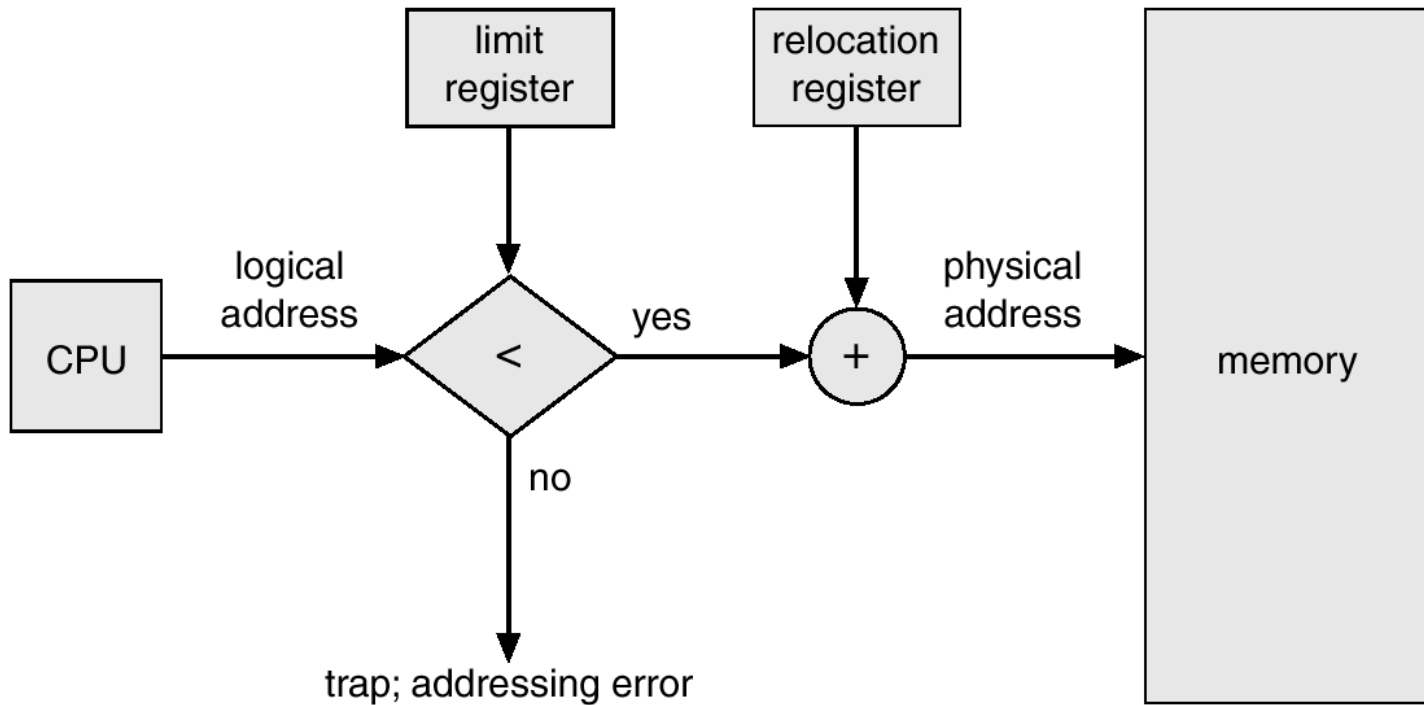 limit
register
relocation
register
logical
address
yes
physical
address
CPU
<
+
memory
no
trap; addressing error